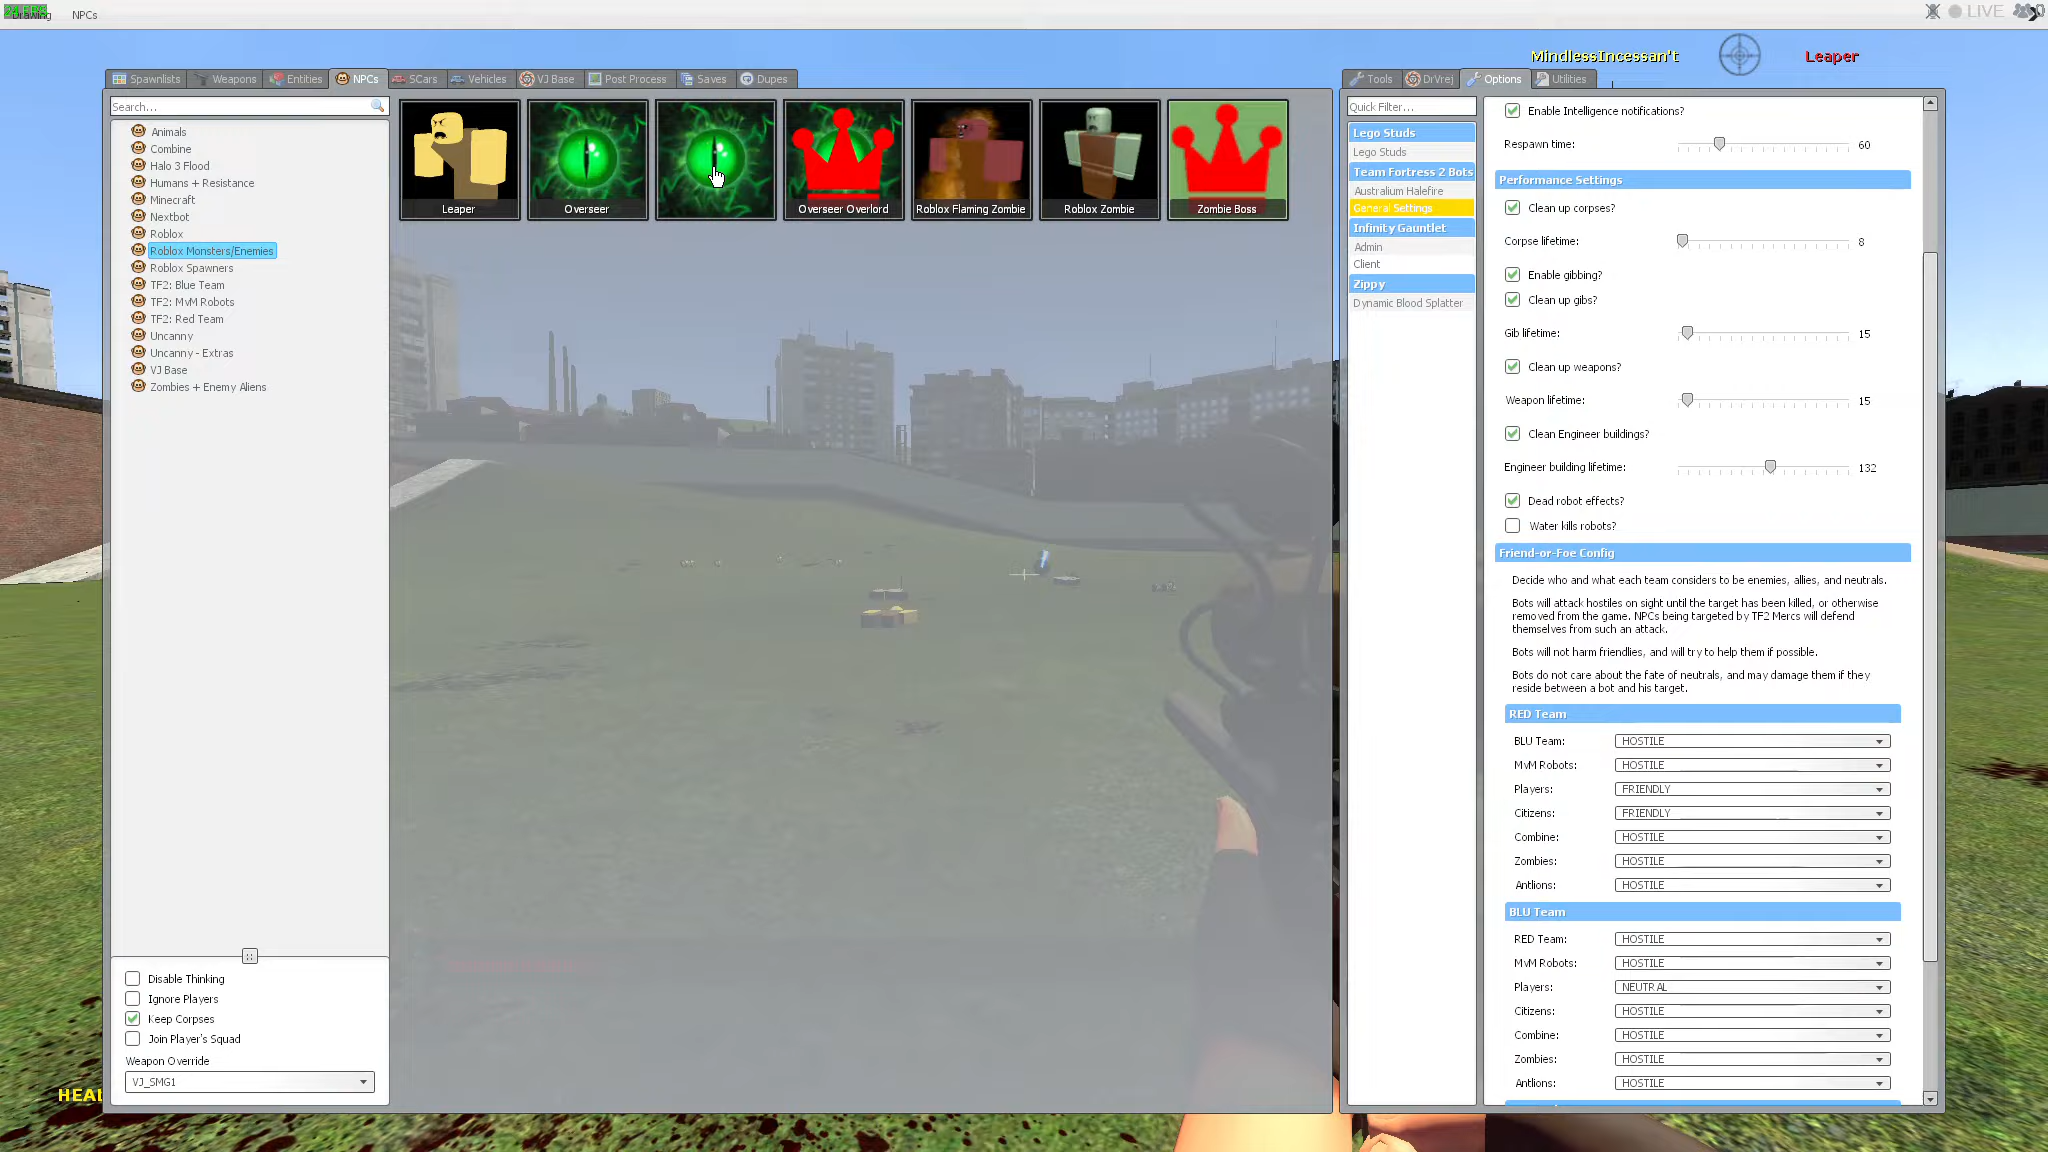 Drawing NPCs
LIVE 0
MindlessIncessan't Leaper
Spawnlists Weapons Entities NPCs SCars Vehicles VJ Base Post Process Saves Dupes
Search...
Animals
Combine
Halo 3 Flood
Humans + Resistance
Minecraft
Nextbot
Roblox
Roblox Monsters/Enemies
Roblox Spawners
TF2: Blue Team
TF2: MvM Robots
TF2: Red Team
Uncanny
Uncanny - Extras
VJ Base
Zombies + Enemy Aliens
Disable Thinking
Ignore Players
Keep Corpses
Join Player's Squad
Weapon Override
VJ_SMG1
HEAL
Leaper
Overseer
Overseer Overlord
Roblox Flaming Zombie
Roblox Zombie
Zombie Boss
Tools DrVrej Options Utilities
Quick Filter...
Lego Studs
Lego Studs
Team Fortress 2 Bots
Australium Halefire
General Settings
Infinity Gauntlet
Admin
Client
Zippy
Dynamic Blood Splatter
Enable Intelligence notifications?
Respawn time: 60
Performance Settings
Clean up corpses?
Corpse lifetime: 8
Enable gibbing?
Clean up gibs?
Gib lifetime: 15
Clean up weapons?
Weapon lifetime: 15
Clean Engineer buildings?
Engineer building lifetime: 132
Dead robot effects?
Water kills robots?
Friend-or-Foe Config
Decide who and what each team considers to be enemies, allies, and neutrals.
Bots will attack hostiles on sight until the target has been killed, or otherwise
removed from the game. NPCs being targeted by TF2 Mercs will defend
themselves from such an attack.
Bots will not harm friendlies, and will try to help them if possible.
Bots do not care about the fate of neutrals, and may damage them if they
reside between a bot and his target.
RED Team
BLU Team: HOSTILE
MvM Robots: HOSTILE
Players: FRIENDLY
Citizens: FRIENDLY
Combine: HOSTILE
Zombies: HOSTILE
Antlions: HOSTILE
BLU Team
RED Team: HOSTILE
MvM Robots: HOSTILE
Players: NEUTRAL
Citizens: HOSTILE
Combine: HOSTILE
Zombies: HOSTILE
Antlions: HOSTILE